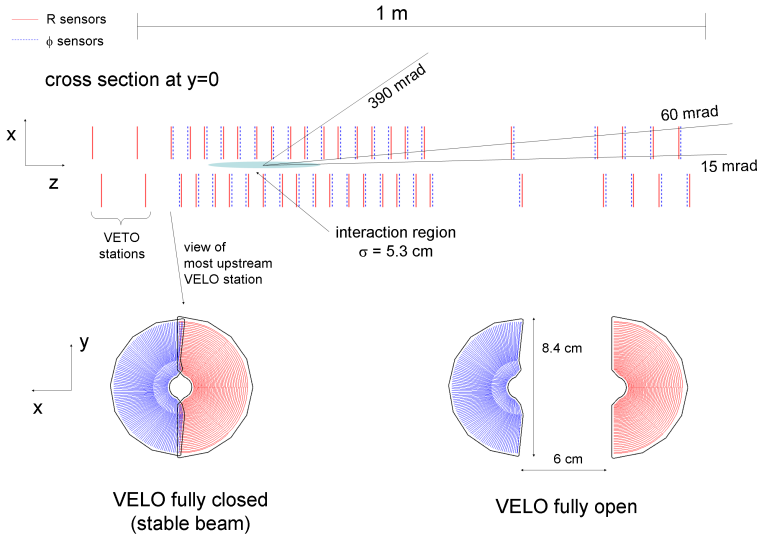 R sensors
ϕ sensors
1 m
cross section at y=0
390 mrad
60 mrad
15 mrad
x
z
VETO
stations
view of
most upstream
VELO station
interaction region
σ = 5.3 cm
y
x
8.4 cm
6 cm
VELO fully closed
(stable beam)
VELO fully open